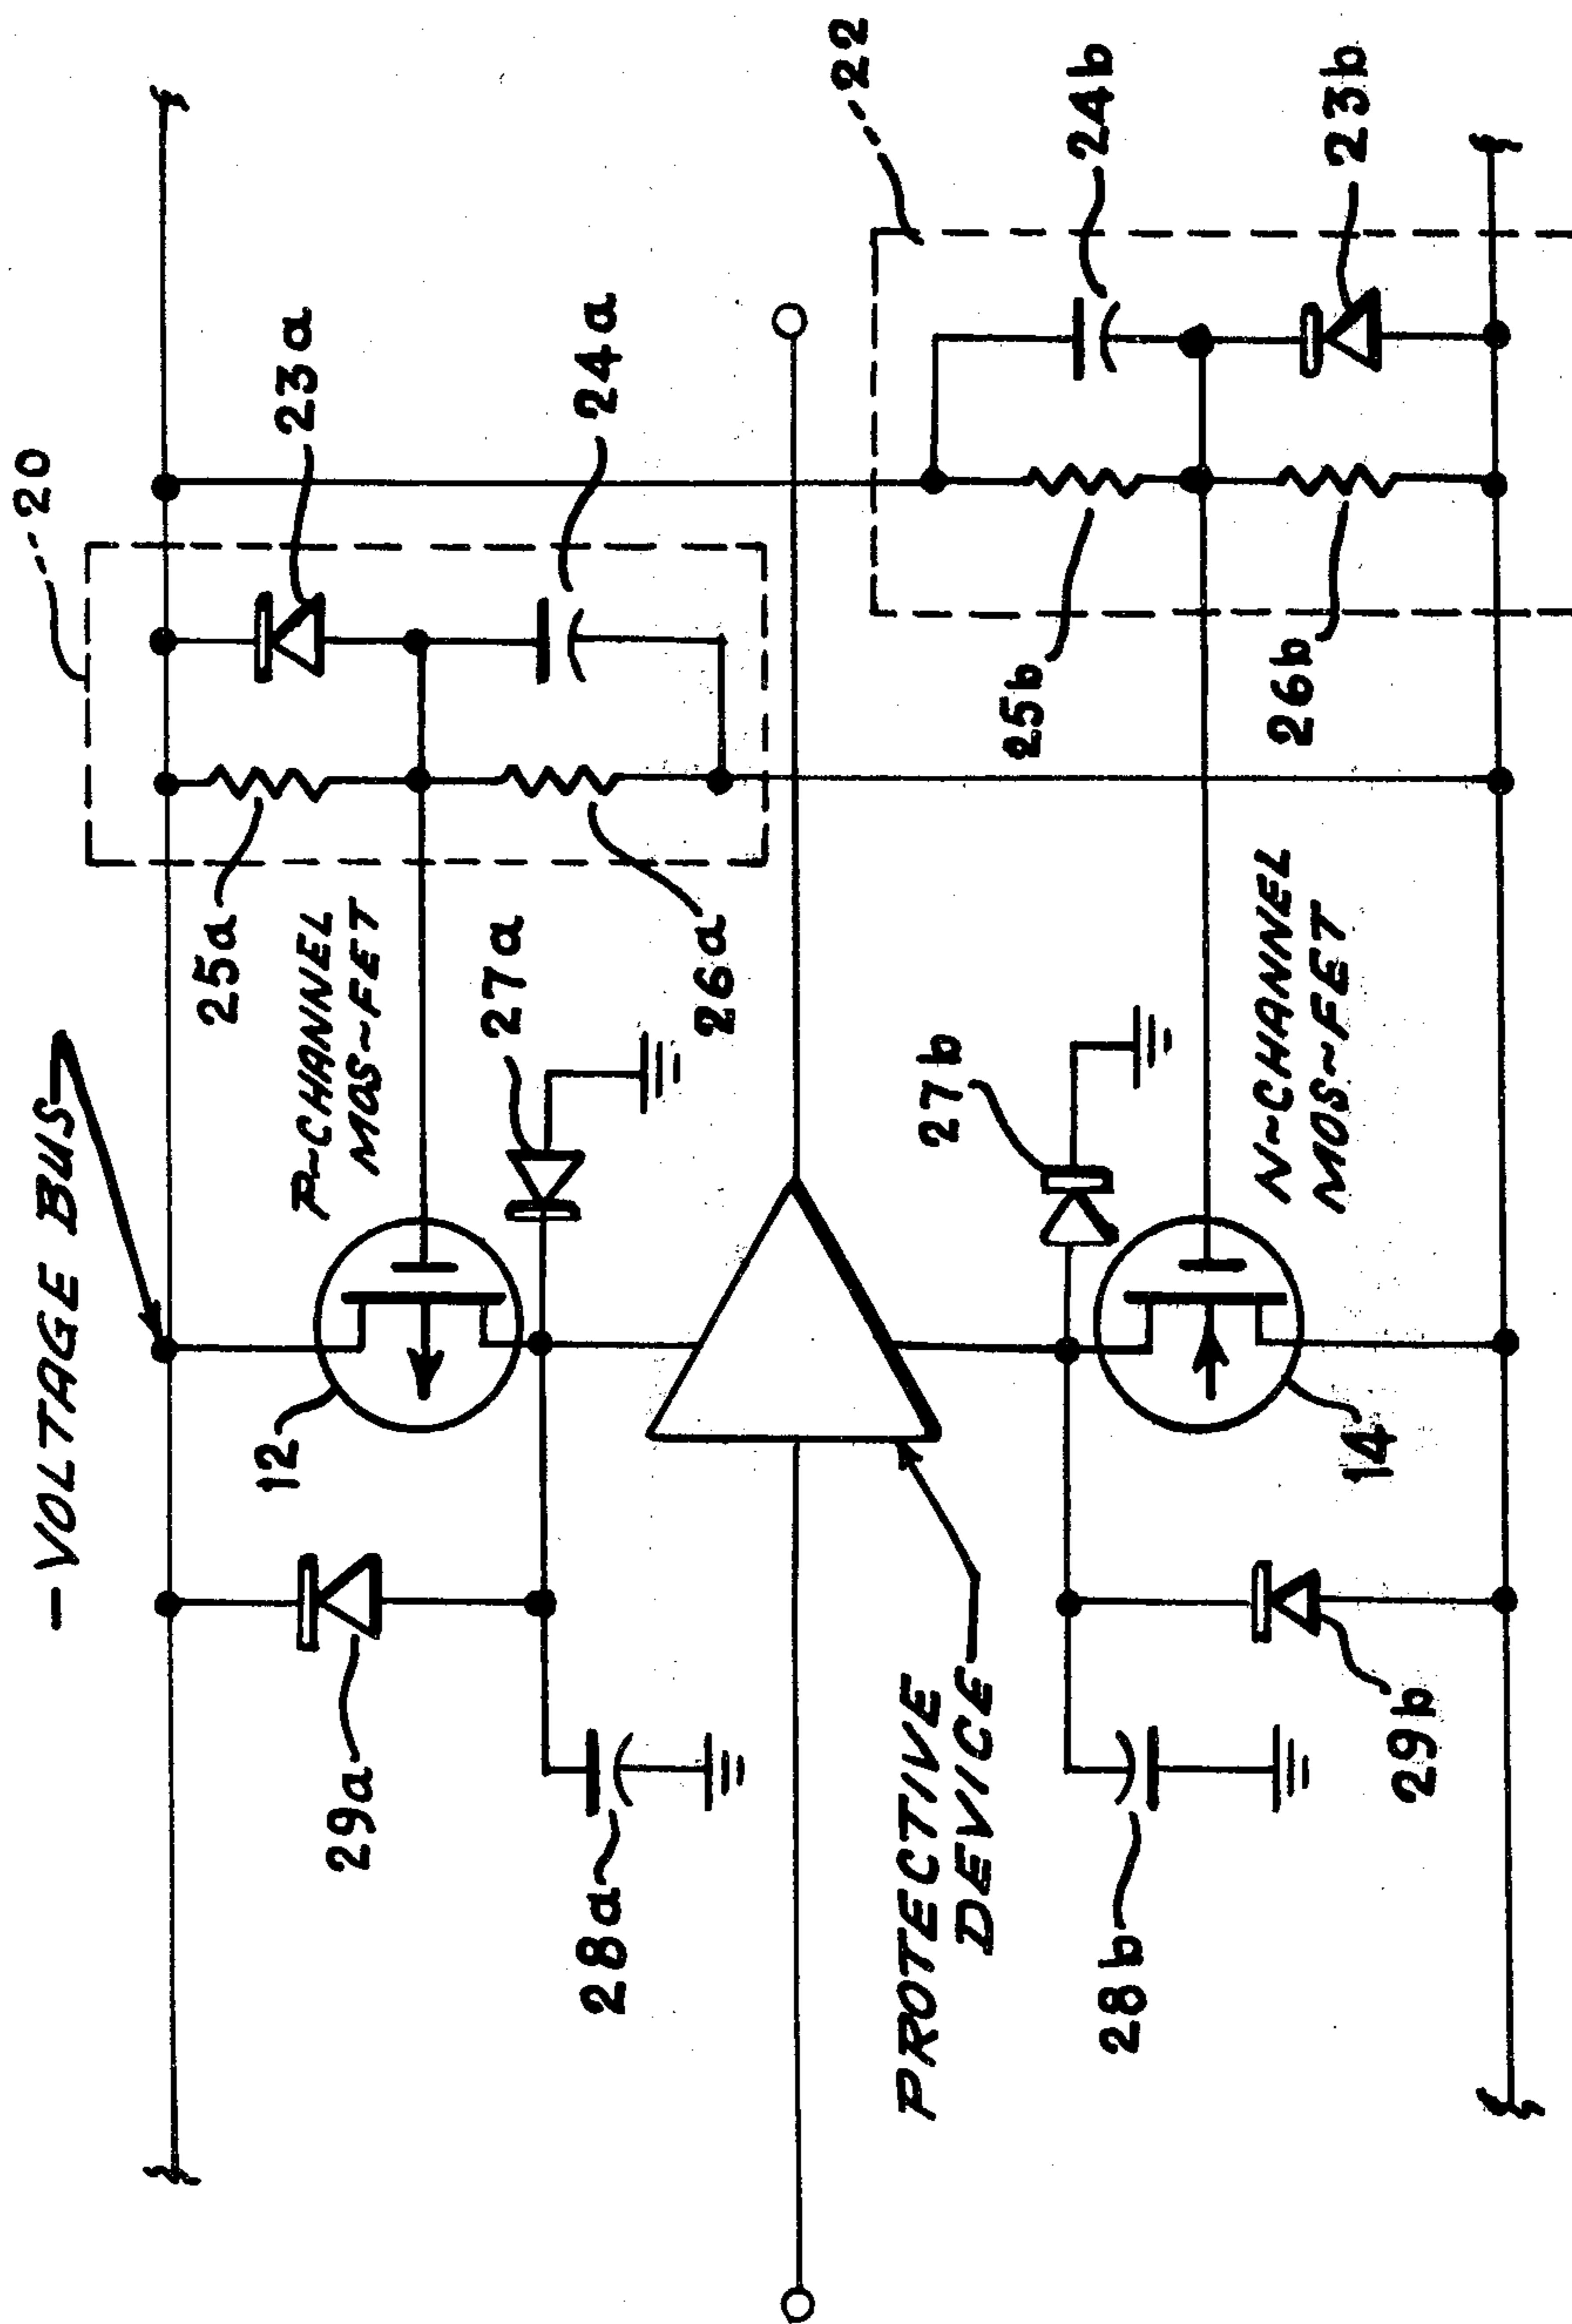 - VOLTAGE BUS
20
23a
24a
25a
26a
P-CHANNEL
MOS-FET
27a
12
29a
28a
22
24b
23b
25b
26b
27b
N-CHANNEL
MOS-FET
14
PROTECTIVE
DEVICE
28b
29b